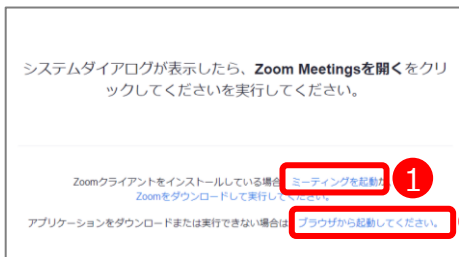 システムダイアログが表示したら、Zoom Meetingsを開くをクリ
ックしてくださいを実行してください。
Zoomクライアントをインストールしている場合 ミーティングを起動か
1
Zoomをダウンロードして実行してください。
アプリケーションをダウンロードまたは実行できない場合は ブラウザから起動してください。